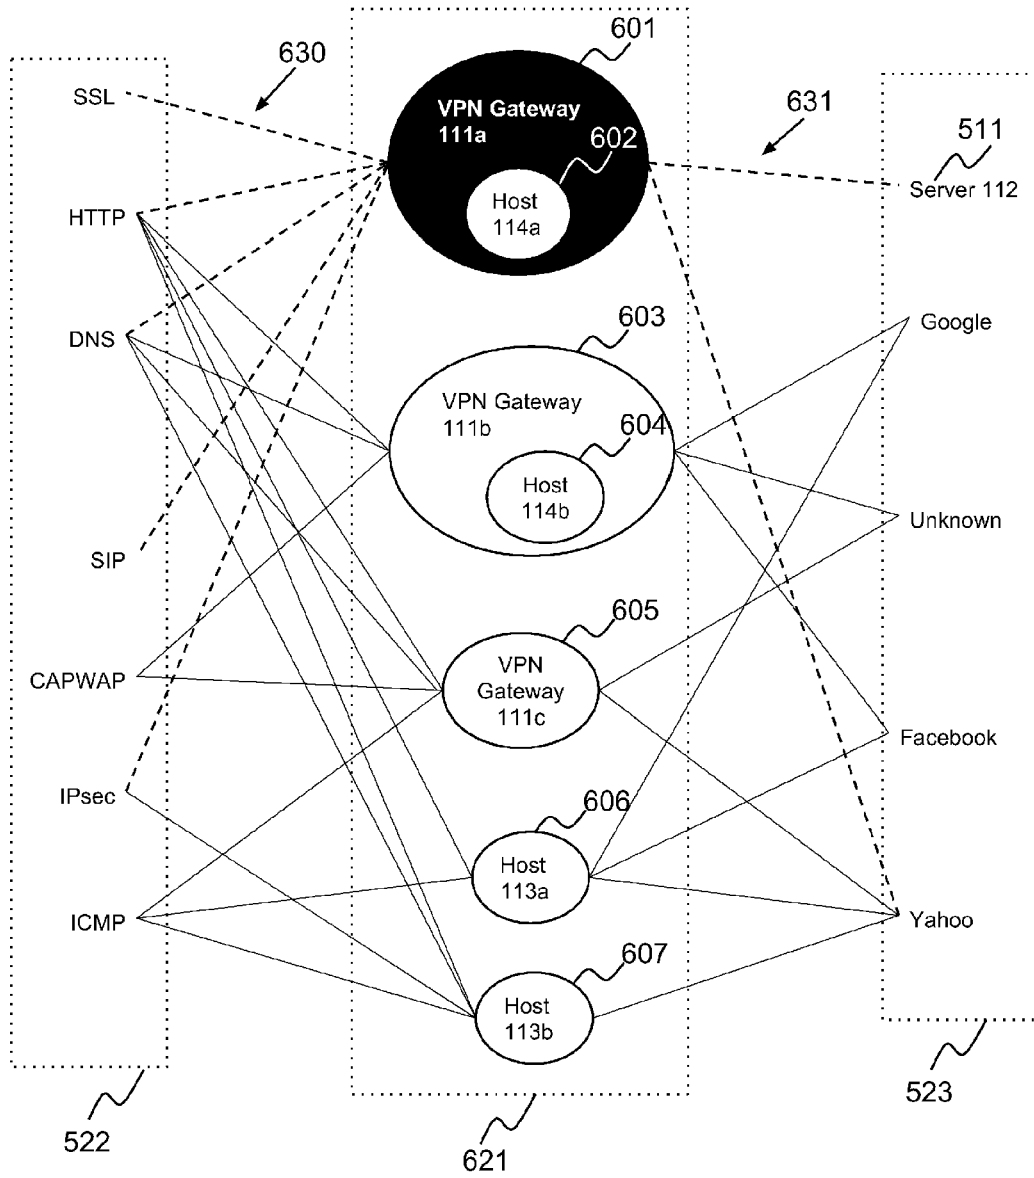 601
630
SSL
VPN Gateway
111a
602
631
511
Host
114a
Server 112
HTTP
603
DNS
Google
VPN Gateway
111b
604
Host
114b
Unknown
SIP
605
CAPWAP
VPN
Gateway
111c
Facebook
IPsec
606
Host
113a
ICMP
Yahoo
607
Host
113b
522
621
523